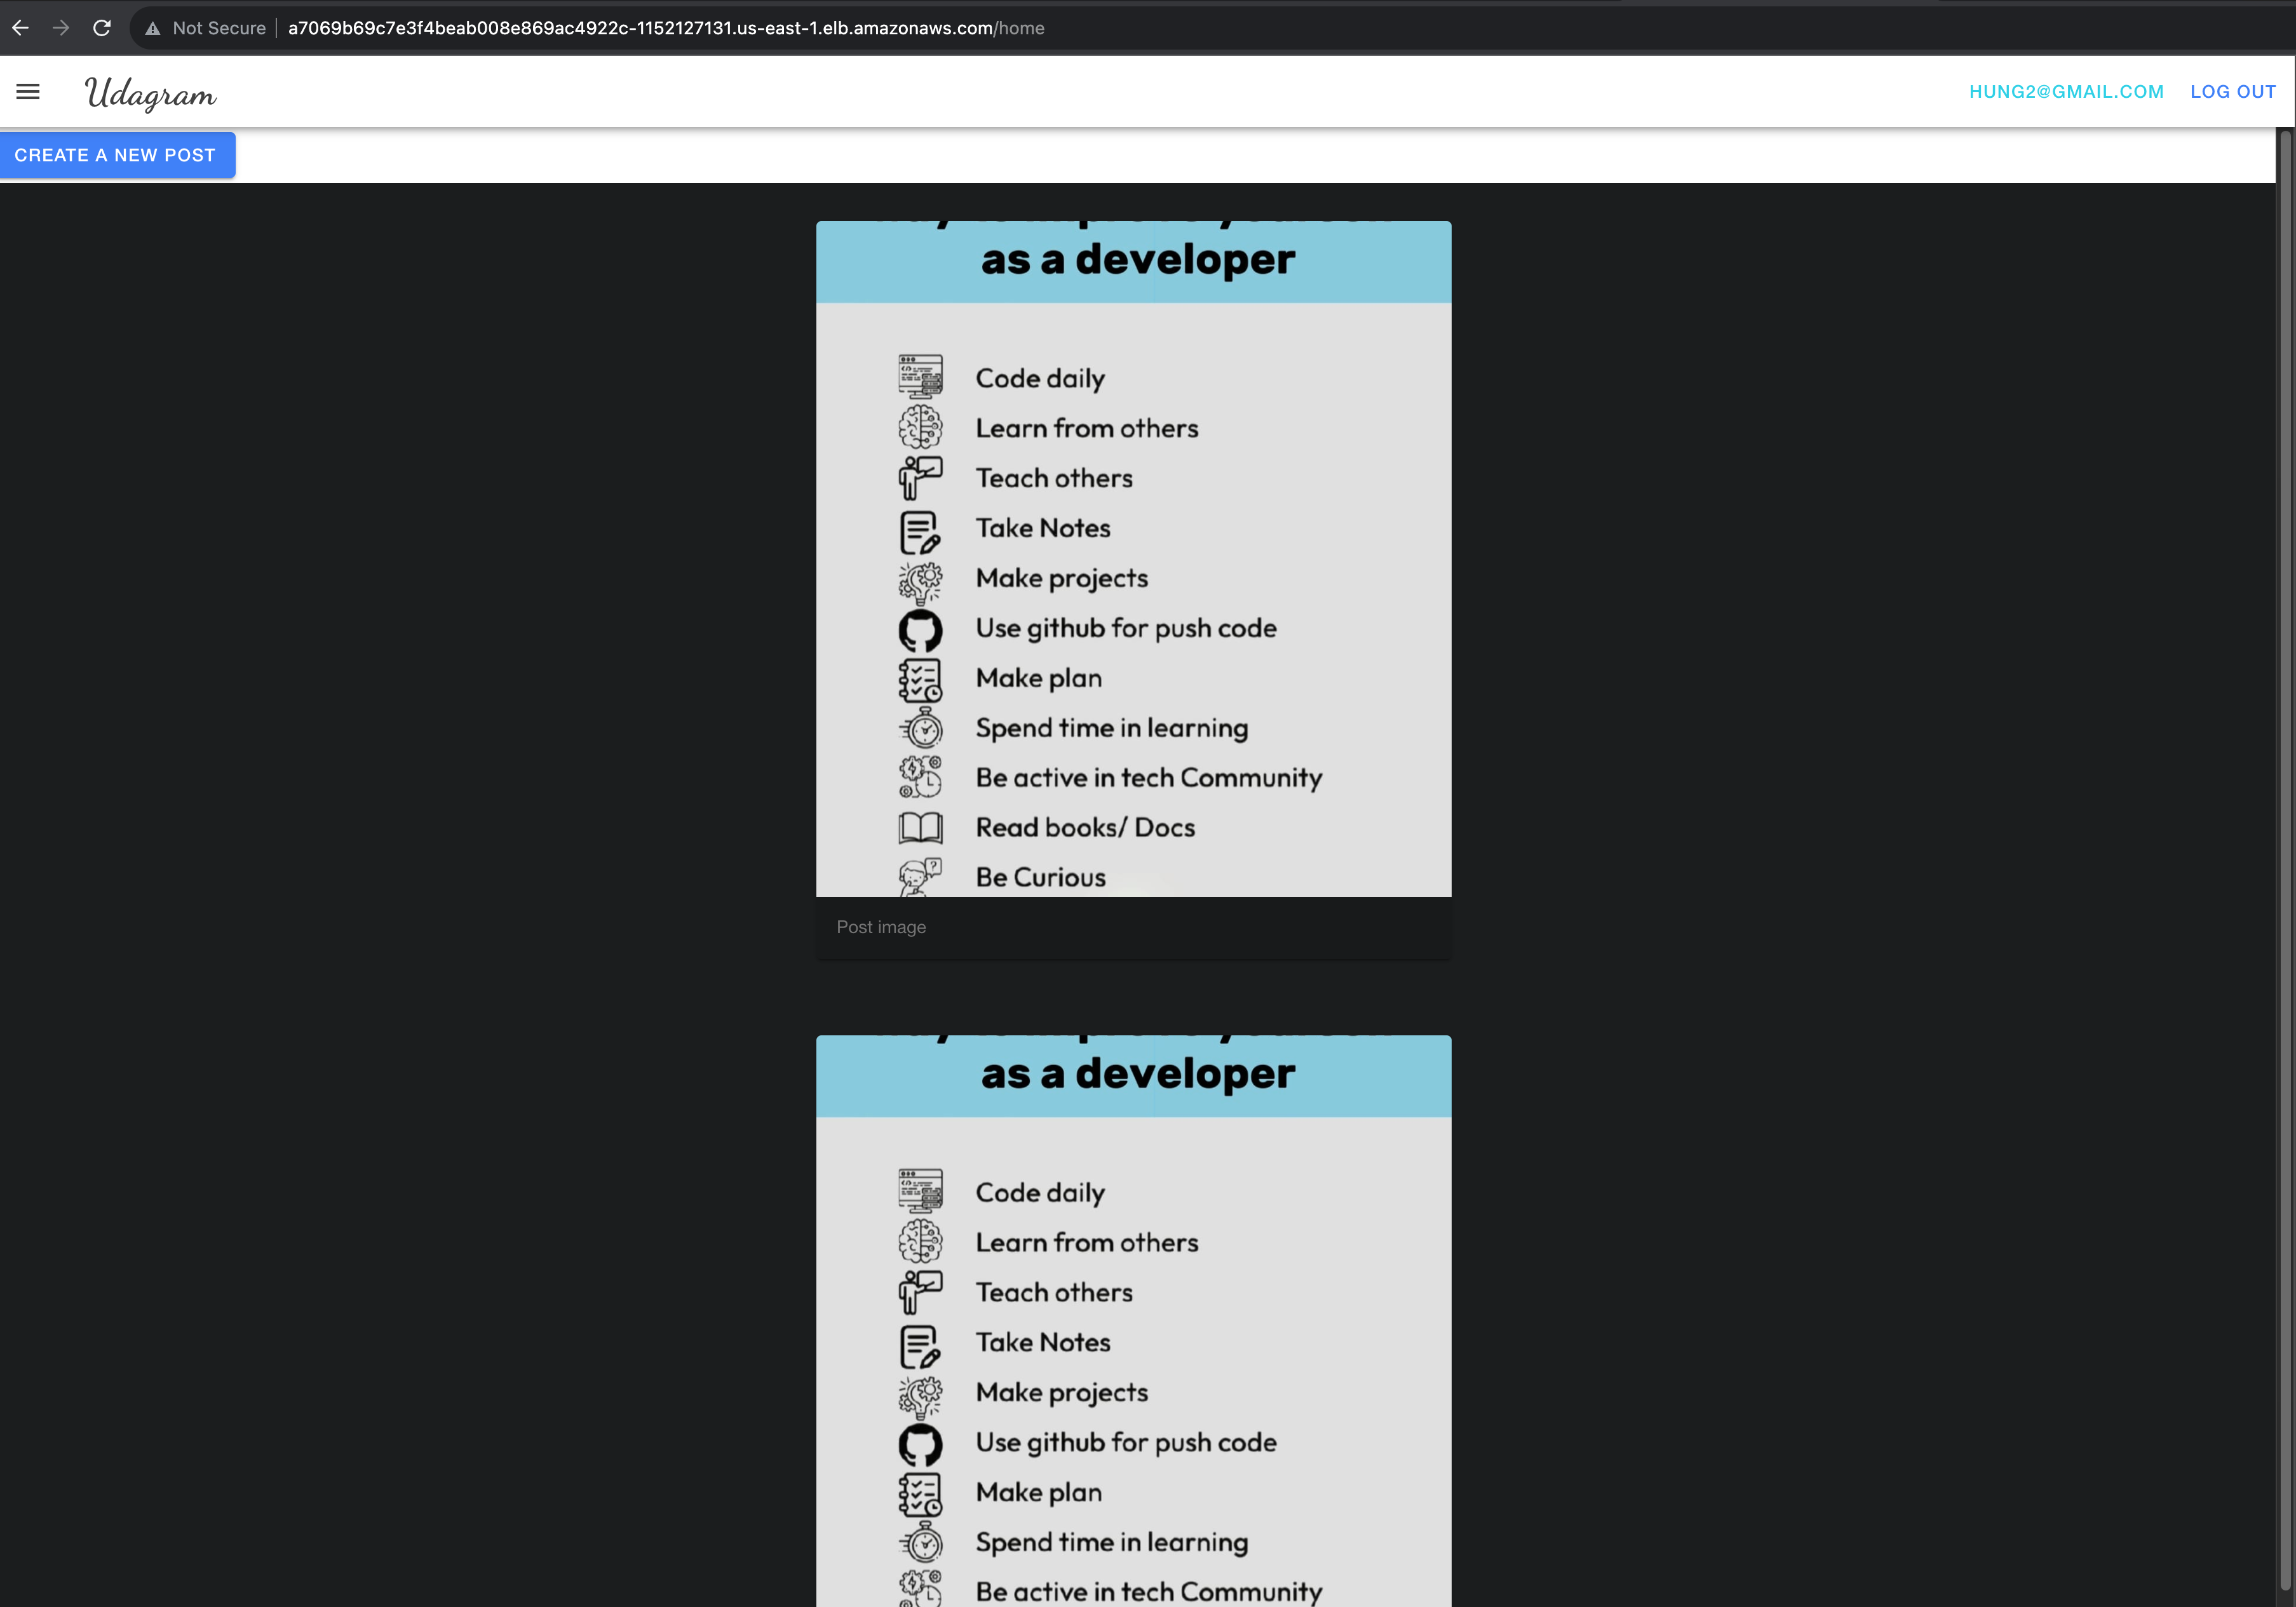 Not Secure a7069b69c7e3f4beab008e869ac4922c-1152127131.us-east-1.elb.amazonaws.com/home
Udagram HUNG2@GMAIL.COM LOG OUT
CREATE A NEW POST
as a developer
Code daily
Learn from others
Teach others
Take Notes
Make projects
Use github for push code
Make plan
Spend time in learning
Be active in tech Community
Read books/ Docs
Be Curious
Post image
as a developer
Code daily
Learn from others
Teach others
Take Notes
Make projects
Use github for push code
Make plan
Spend time in learning
Be active in tech Community